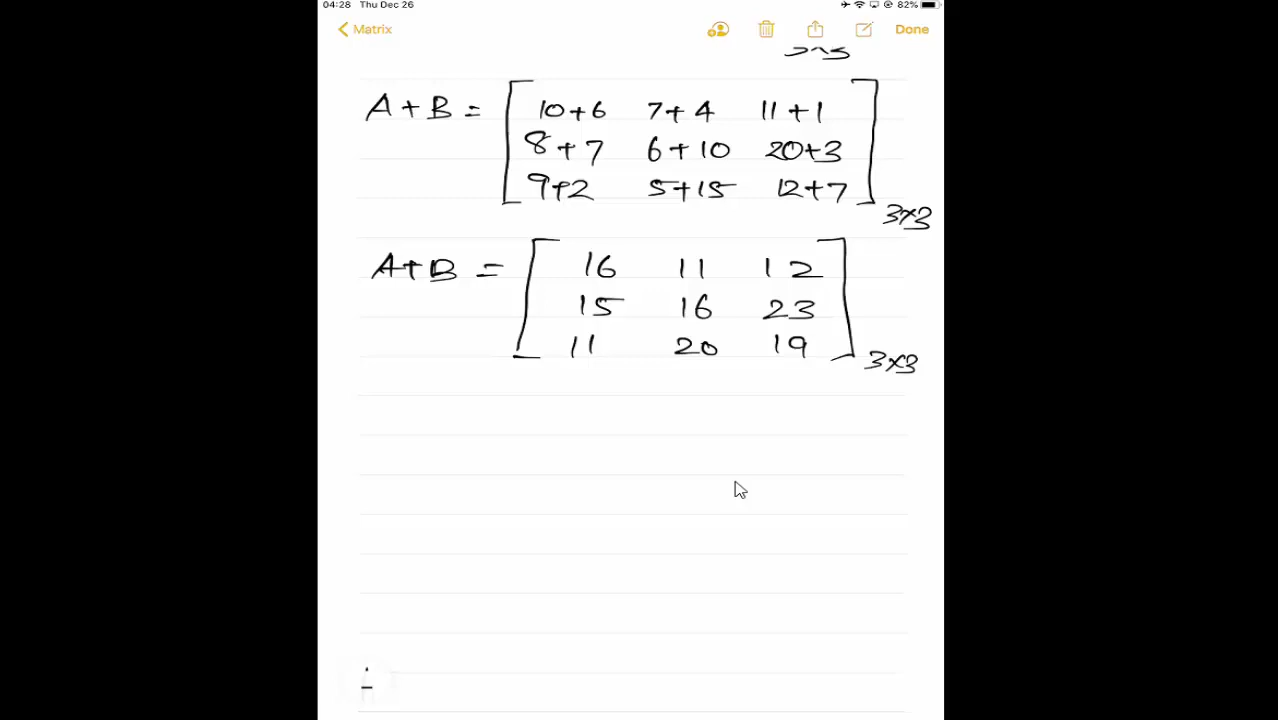 04:28 Thu Dec 26 82%
Matrix Done
A+B = [ 10+6 7+4 11+1
8+7 6+10 20+3
9+2 5+15 12+7 ] 3×3
A+B = [ 16 11 12
15 16 23
11 20 19 ] 3×3